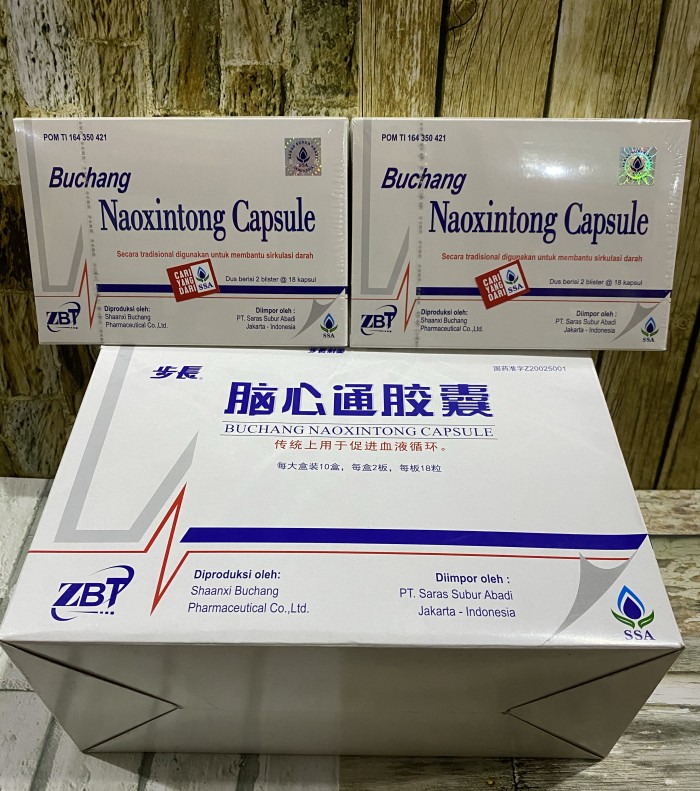 POM TI 164 350 421
Buchang
Naoxintong Capsule
Secara tradisional digunakan untuk membantu sirkulasi darah
CARI YANG DARI SSA
Dus berisi 2 blister @ 18 kapsul
ZBT
Diproduksi oleh:
Shaanxi Buchang
Pharmaceutical Co.,Ltd.
Diimpor oleh :
PT. Saras Subur Abadi
Jakarta - Indonesia
SSA
POM TI 164 350 421
Buchang
Naoxintong Capsule
Secara tradisional digunakan untuk membantu sirkulasi darah
CARI YANG DARI SSA
Dus berisi 2 blister @ 18 kapsul
ZBT
Diproduksi oleh:
Shaanxi Buchang
Pharmaceutical Co.,Ltd.
Diimpor oleh :
PT. Saras Subur Abadi
Jakarta - Indonesia
SSA
步長®
国药准字Z20025001
脑心通胶囊
BUCHANG NAOXINTONG CAPSULE
传统上用于促进血液循环。
每大盒装10盒，每盒2板，每板18粒
ZBT
Diproduksi oleh:
Shaanxi Buchang
Pharmaceutical Co.,Ltd.
Diimpor oleh :
PT. Saras Subur Abadi
Jakarta - Indonesia
SSA